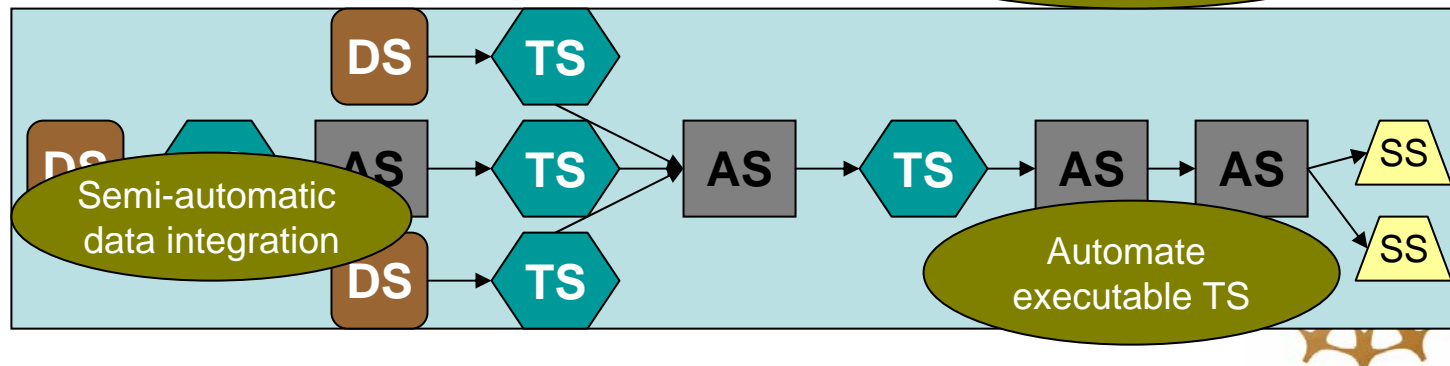 DS TS
DS AS TS AS TS AS AS SS
Semi-automatic
data integration
DS TS
Automate
executable TS
SS